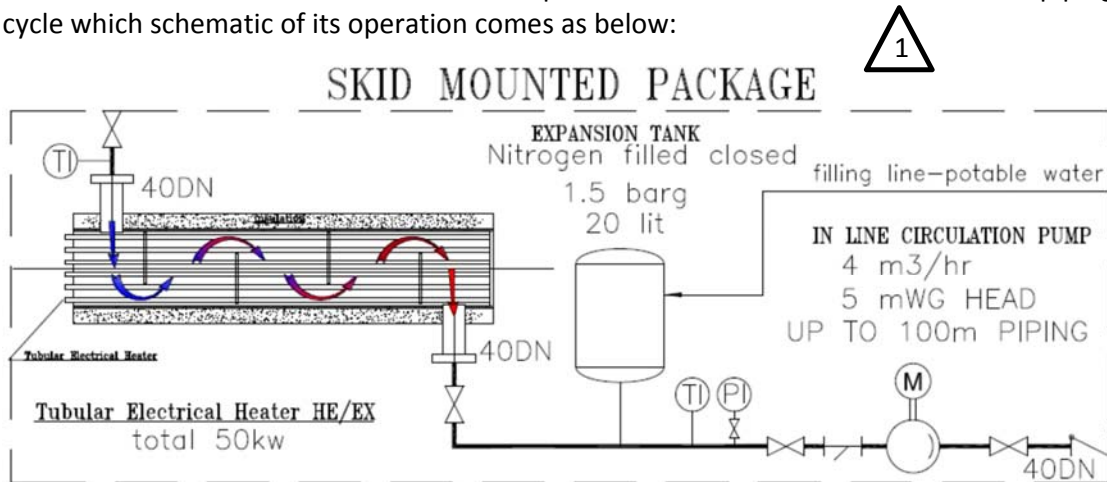 cycle which schematic of its operation comes as below:
1
SKID MOUNTED PACKAGE
EXPANSION TANK
Nitrogen filled closed
1.5 barg
20 lit
filling line-potable water
TI
40DN
Insulation
IN LINE CIRCULATION PUMP
4 m3/hr
5 mWG HEAD
UP TO 100m PIPING
Tubular Electrical Heater
40DN
Tubular Electrical Heater HE/EX
total 50kw
TI
PI
M
40DN